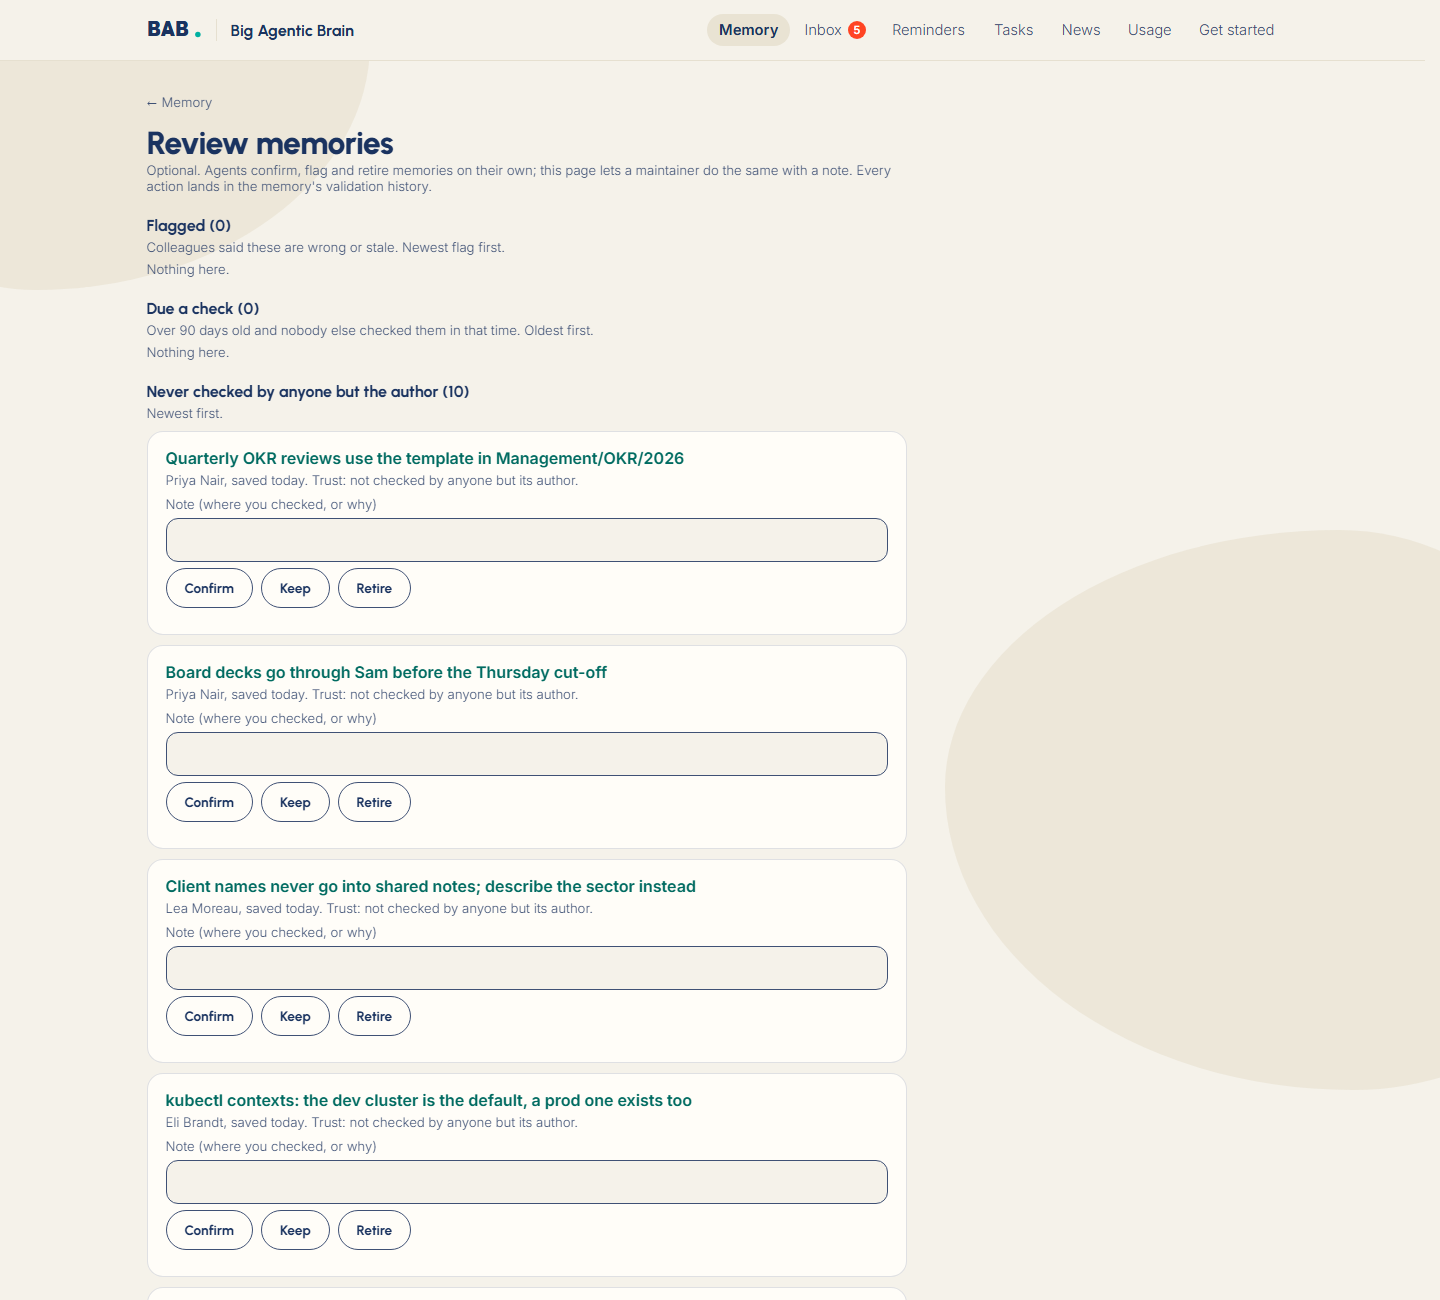 BAB.
Big Agentic Brain
Memory
Inbox 5
Reminders
Tasks
News
Usage
Get started
← Memory
Review memories
Optional. Agents confirm, flag and retire memories on their own; this page lets a maintainer do the same with a note. Every
action lands in the memory's validation history.
Flagged (0)
Colleagues said these are wrong or stale. Newest flag first.
Nothing here.
Due a check (0)
Over 90 days old and nobody else checked them in that time. Oldest first.
Nothing here.
Never checked by anyone but the author (10)
Newest first.
Quarterly OKR reviews use the template in Management/OKR/2026
Priya Nair, saved today. Trust: not checked by anyone but its author.
Note (where you checked, or why)
Confirm Keep Retire
Board decks go through Sam before the Thursday cut-off
Priya Nair, saved today. Trust: not checked by anyone but its author.
Note (where you checked, or why)
Confirm Keep Retire
Client names never go into shared notes; describe the sector instead
Lea Moreau, saved today. Trust: not checked by anyone but its author.
Note (where you checked, or why)
Confirm Keep Retire
kubectl contexts: the dev cluster is the default, a prod one exists too
Eli Brandt, saved today. Trust: not checked by anyone but its author.
Note (where you checked, or why)
Confirm Keep Retire